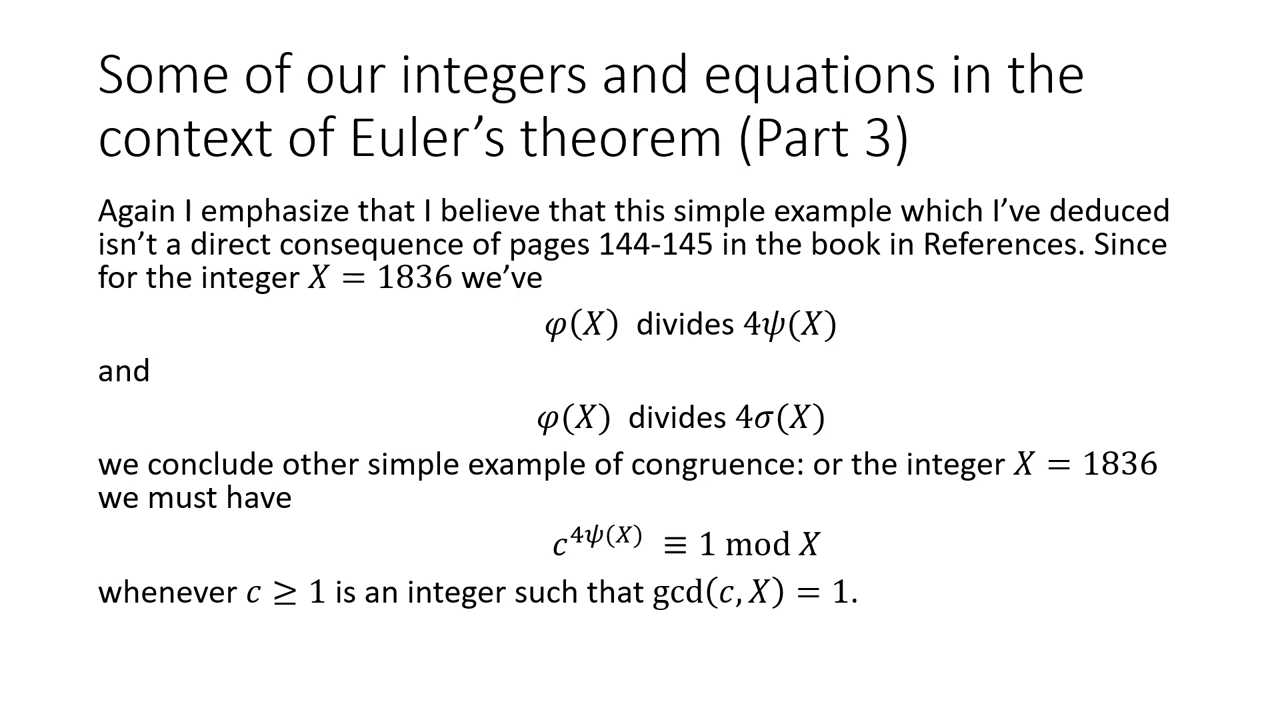 Some of our integers and equations in the
context of Euler’s theorem (Part 3)
Again I emphasize that I believe that this simple example which I’ve deduced
isn’t a direct consequence of pages 144-145 in the book in References. Since
for the integer X = 1836 we’ve
φ(X) divides 4ψ(X)
and
φ(X) divides 4σ(X)
we conclude other simple example of congruence: or the integer X = 1836
we must have
c^{4ψ(X)} ≡ 1 mod X
whenever c ≥ 1 is an integer such that gcd(c, X) = 1.